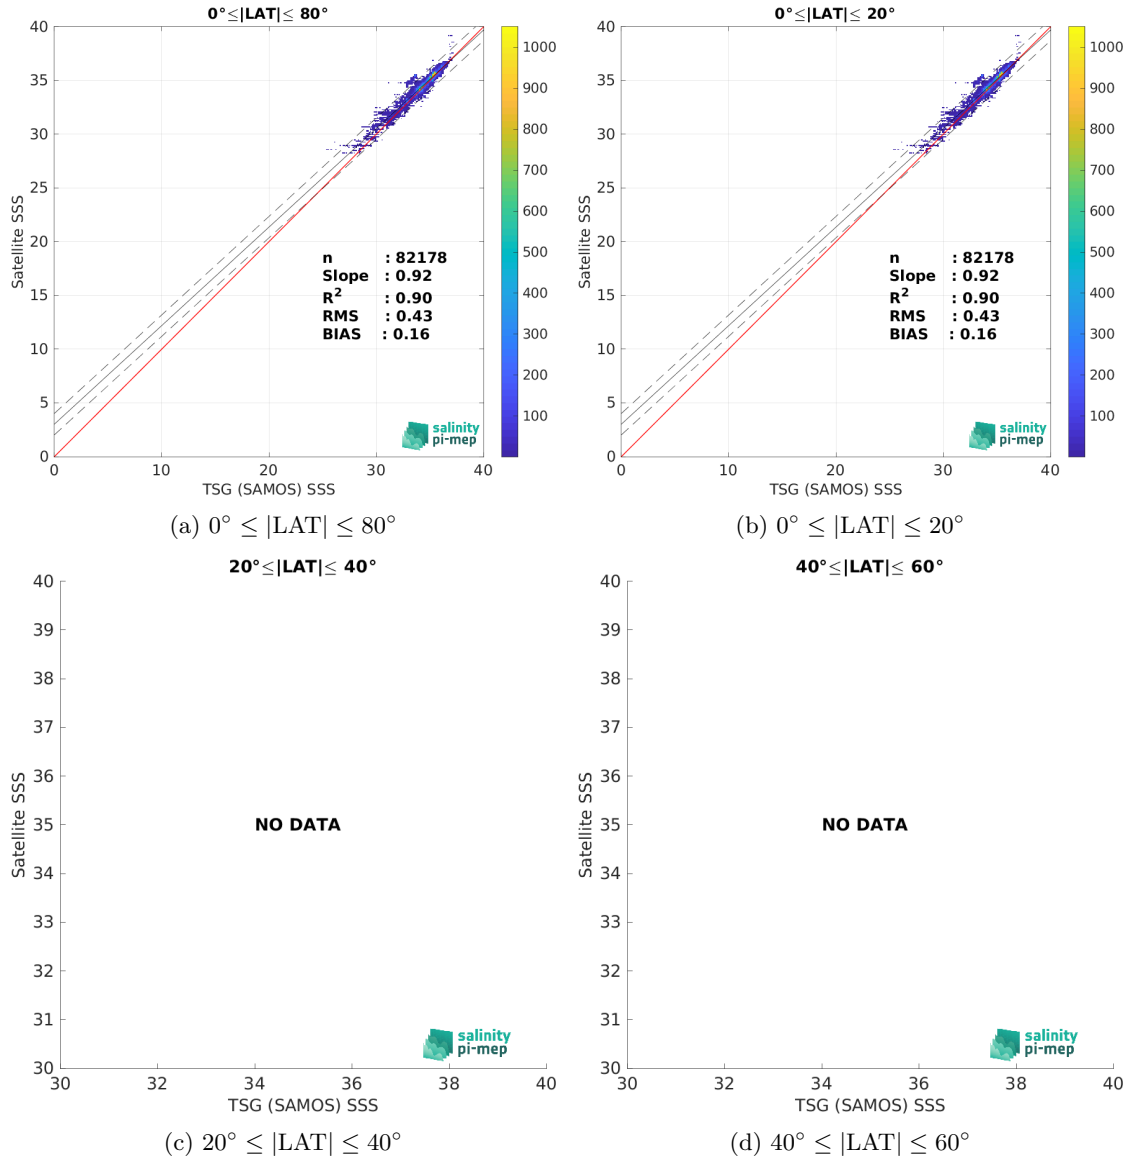 0°≤|LAT|≤ 80°
40
35
30
25
20
15
10
5
0
Satellite SSS
n : 82178
Slope : 0.92
R² : 0.90
RMS : 0.43
BIAS : 0.16
salinity
pi-mep
0 10 20 30 40
TSG (SAMOS) SSS
1000
900
800
700
600
500
400
300
200
100
(a) 0° ≤ |LAT| ≤ 80°
0°≤|LAT|≤ 20°
40
35
30
25
20
15
10
5
0
Satellite SSS
n : 82178
Slope : 0.92
R² : 0.90
RMS : 0.43
BIAS : 0.16
salinity
pi-mep
0 10 20 30 40
TSG (SAMOS) SSS
1000
900
800
700
600
500
400
300
200
100
(b) 0° ≤ |LAT| ≤ 20°
20°≤|LAT|≤ 40°
40
39
38
37
36
35
34
33
32
31
30
Satellite SSS
NO DATA
salinity
pi-mep
30 32 34 36 38 40
TSG (SAMOS) SSS
(c) 20° ≤ |LAT| ≤ 40°
40°≤|LAT|≤ 60°
40
39
38
37
36
35
34
33
32
31
30
Satellite SSS
NO DATA
salinity
pi-mep
30 32 34 36 38 40
TSG (SAMOS) SSS
(d) 40° ≤ |LAT| ≤ 60°